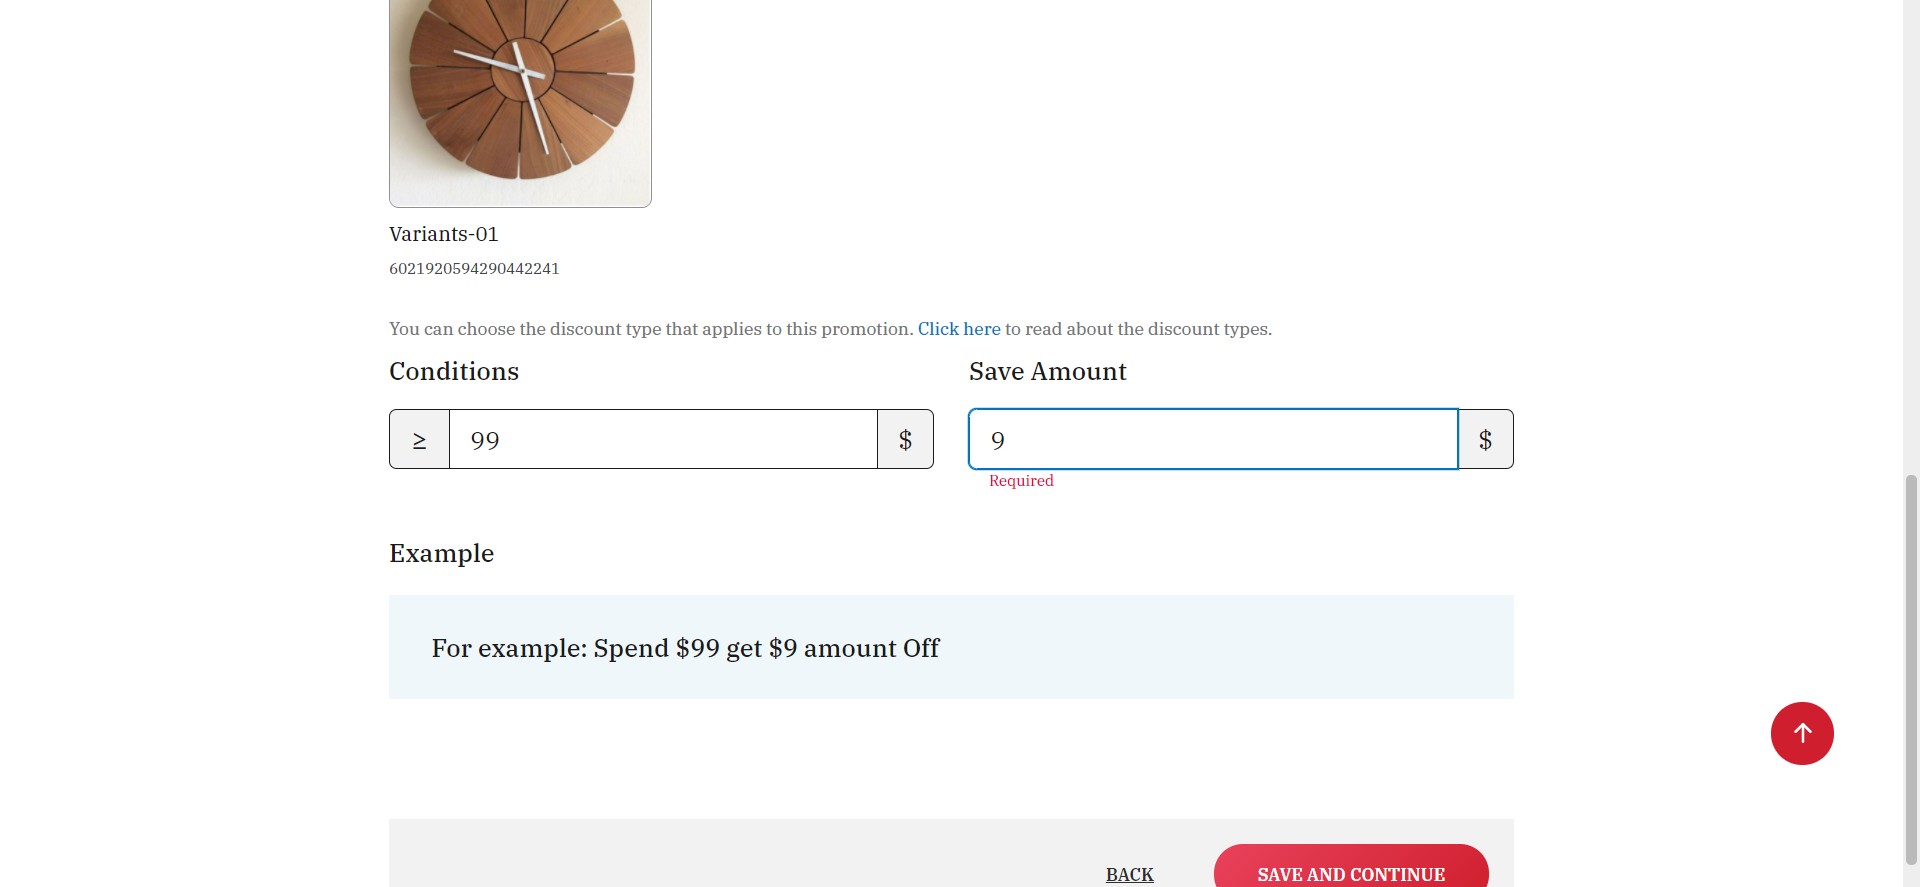 Variants-01
6021920594290442241
You can choose the discount type that applies to this promotion. Click here to read about the discount types.
Conditions
Save Amount
≥ 99 $
9 $
Required
Example
For example: Spend $99 get $9 amount Off
BACK
SAVE AND CONTINUE